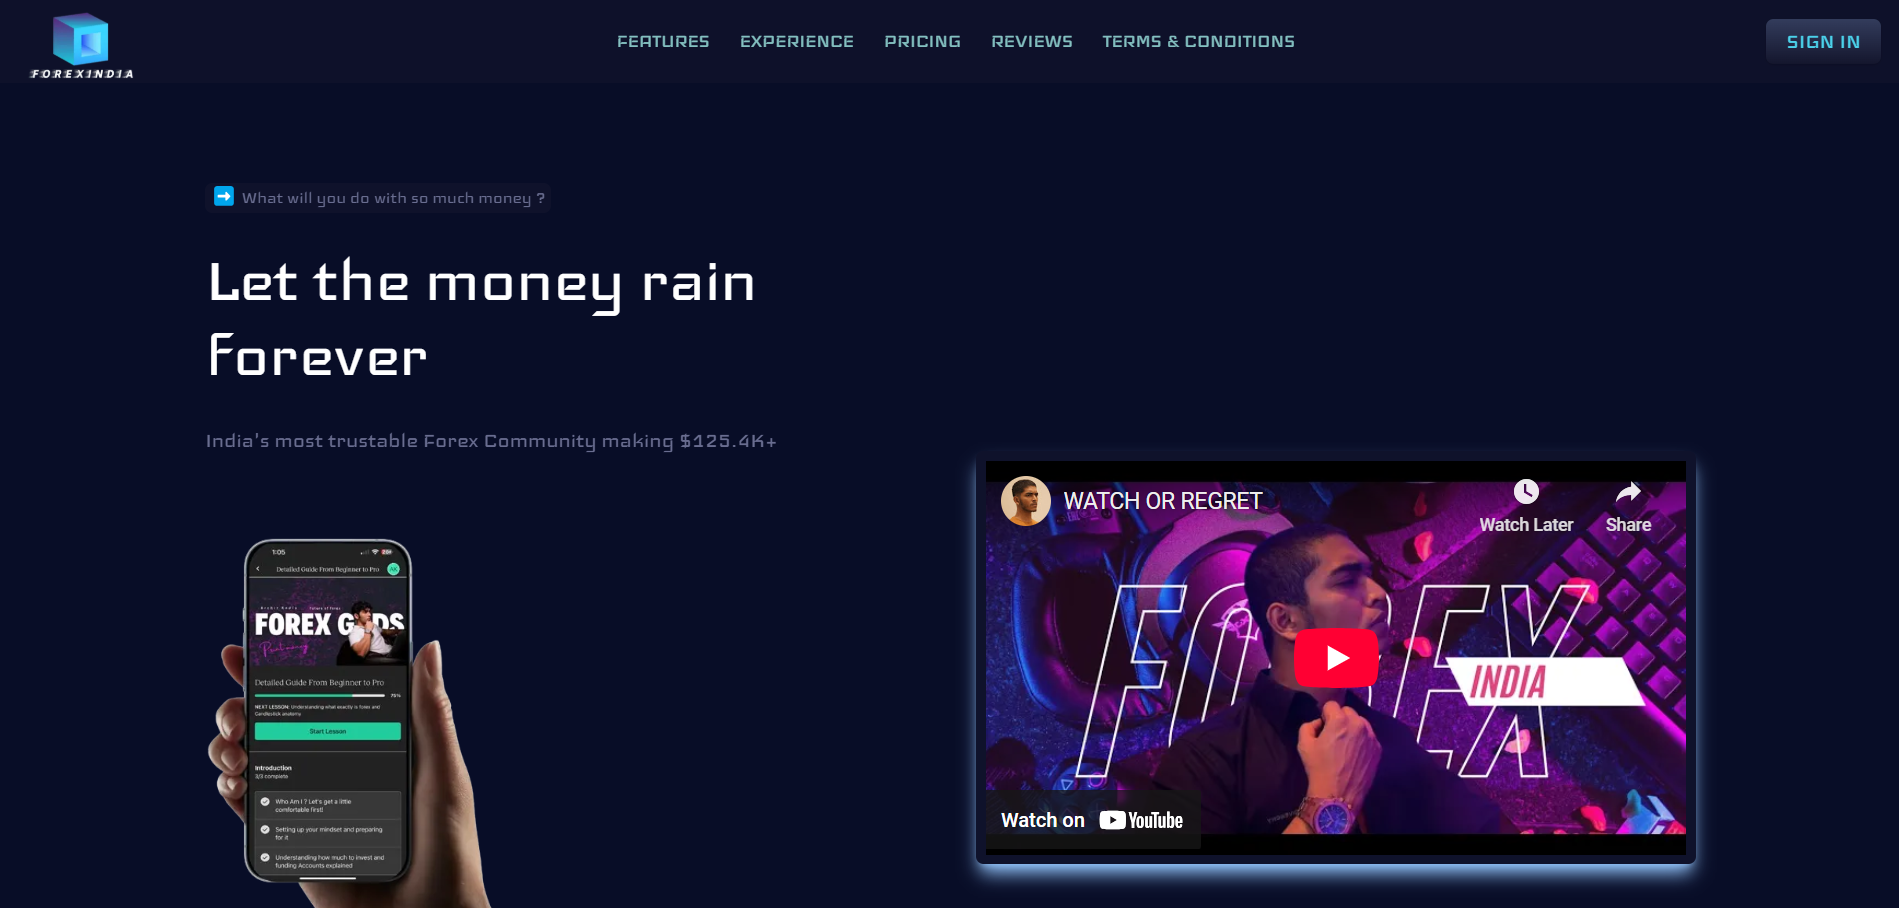 FOREXINDIA
FEATURES EXPERIENCE PRICING REVIEWS TERMS & CONDITIONS
SIGN IN
What will you do with so much money ?
Let the money rain
Forever
India's most trustable Forex Community making $125.4K+
1:05
Detailed Guide From Beginner to Pro
AK
Future of Forex
FOREX GODS
Detailed Guide From Beginner to Pro
75%
NEXT LESSON: Understanding what exactly is forex and
Candlestick anatomy
Start Lesson
Introduction
3/3 complete
Who Am I ? Let's get a little
comfortable first!
Setting up your mindset and preparing
for it
Understanding how much to invest and
funding Accounts explained
WATCH OR REGRET
Watch Later
Share
FOREX
INDIA
Watch on YouTube